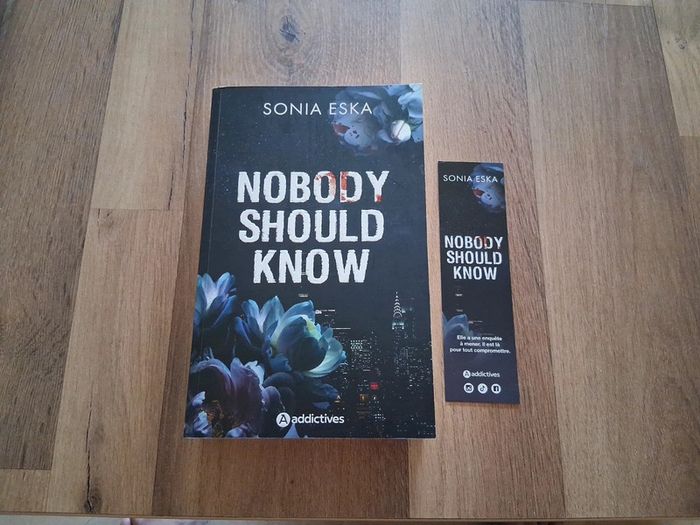 SONIA ESKA
NOBODY
SHOULD
KNOW
addictives
SONIA ESKA
NOBODY
SHOULD
KNOW
Elle a une enquête
à mener, il est là
pour tout compromettre.
addictives